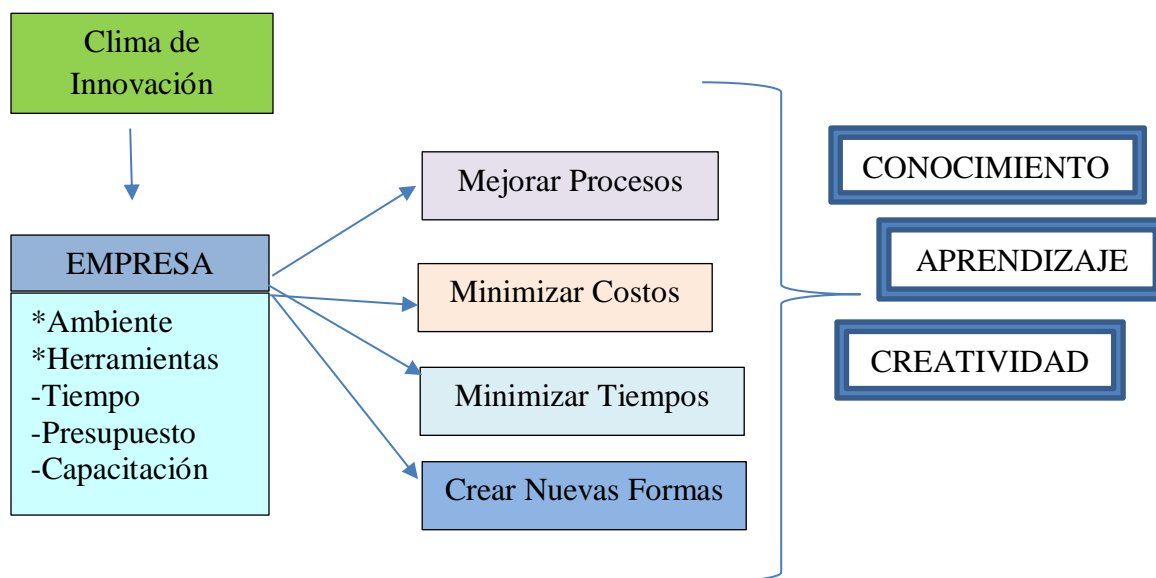 Clima de
Innovación
EMPRESA
*Ambiente
*Herramientas
-Tiempo
-Presupuesto
-Capacitación
Mejorar Procesos
Minimizar Costos
Minimizar Tiempos
Crear Nuevas Formas
CONOCIMIENTO
APRENDIZAJE
CREATIVIDAD